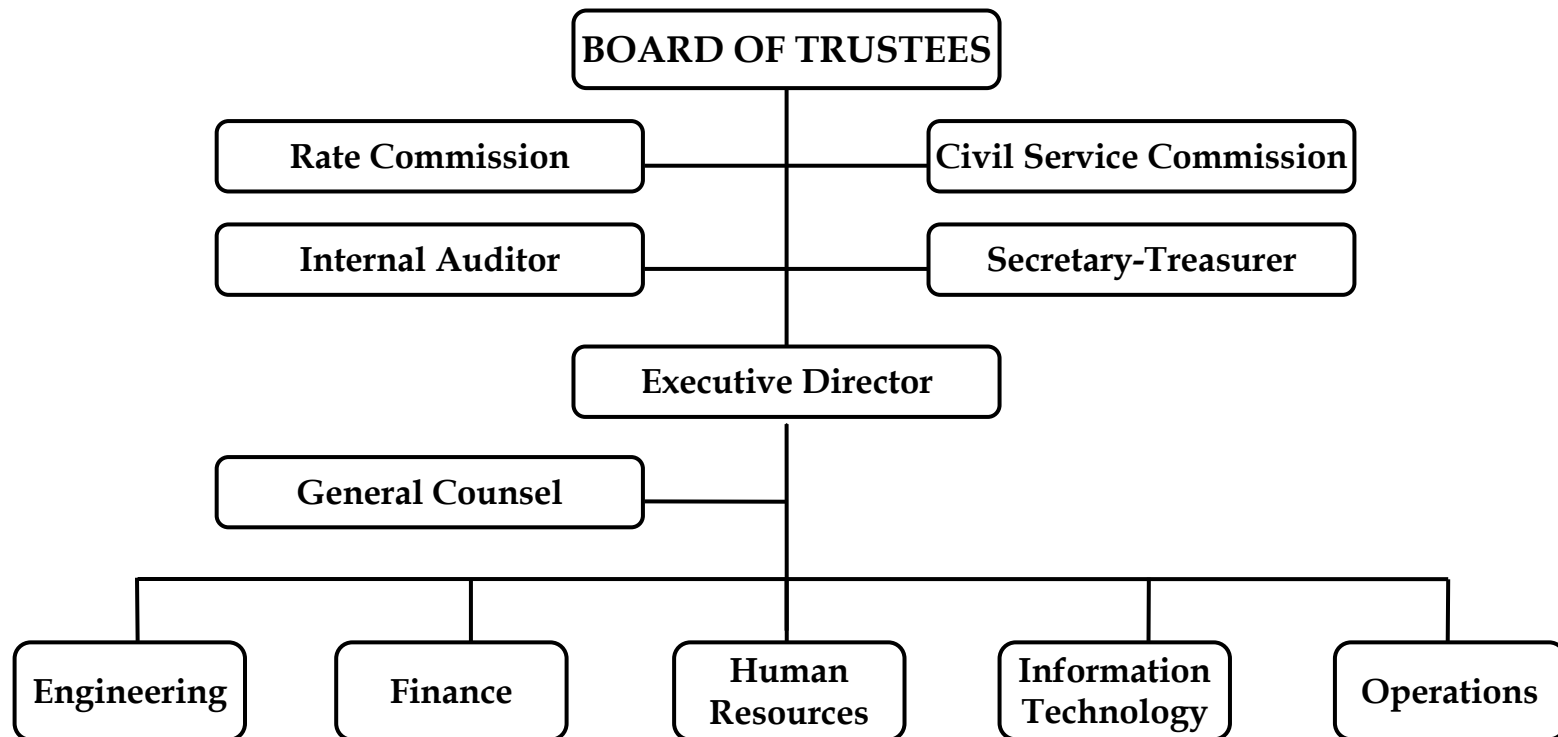 BOARD OF TRUSTEES
Rate Commission
Civil Service Commission
Internal Auditor
Secretary-Treasurer
Executive Director
General Counsel
Engineering
Finance
Human
Resources
Information
Technology
Operations